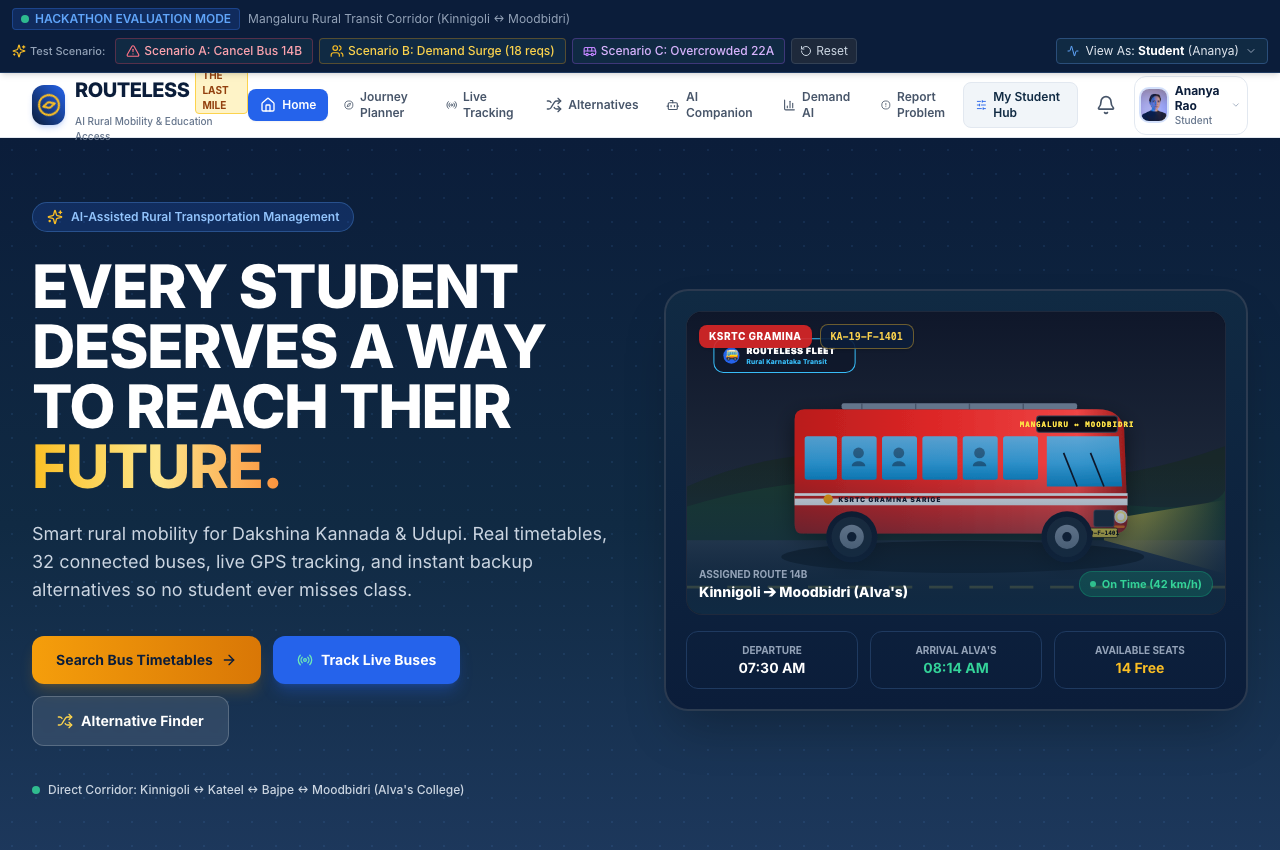 HACKATHON EVALUATION MODE Mangaluru Rural Transit Corridor (Kinnigoli ↔ Moodbidri)
Test Scenario: Scenario A: Cancel Bus 14B Scenario B: Demand Surge (18 reqs) Scenario C: Overcrowded 22A Reset View As: Student (Ananya)
ROUTELESS
THE
LAST
MILE
AI Rural Mobility & Education
Access
Home
Journey
Planner
Live
Tracking
Alternatives
AI
Companion
Demand
AI
Report
Problem
My Student
Hub
Ananya
Rao
Student
AI-Assisted Rural Transportation Management
EVERY STUDENT
DESERVES A WAY
TO REACH THEIR
FUTURE.
Smart rural mobility for Dakshina Kannada & Udupi. Real timetables,
32 connected buses, live GPS tracking, and instant backup
alternatives so no student ever misses class.
Search Bus Timetables → Track Live Buses
Alternative Finder
Direct Corridor: Kinnigoli ↔ Kateel ↔ Bajpe ↔ Moodbidri (Alva's College)
KSRTC GRAMINA KA-19-F-1401
ROUTELESS FLEET
Rural Karnataka Transit
MANGALURU ↔ MOODBIDRI
KSRTC GRAMINA SARIGE
ASSIGNED ROUTE 14B
Kinnigoli ➔ Moodbidri (Alva's)
On Time (42 km/h)
DEPARTURE
07:30 AM
ARRIVAL ALVA'S
08:14 AM
AVAILABLE SEATS
14 Free